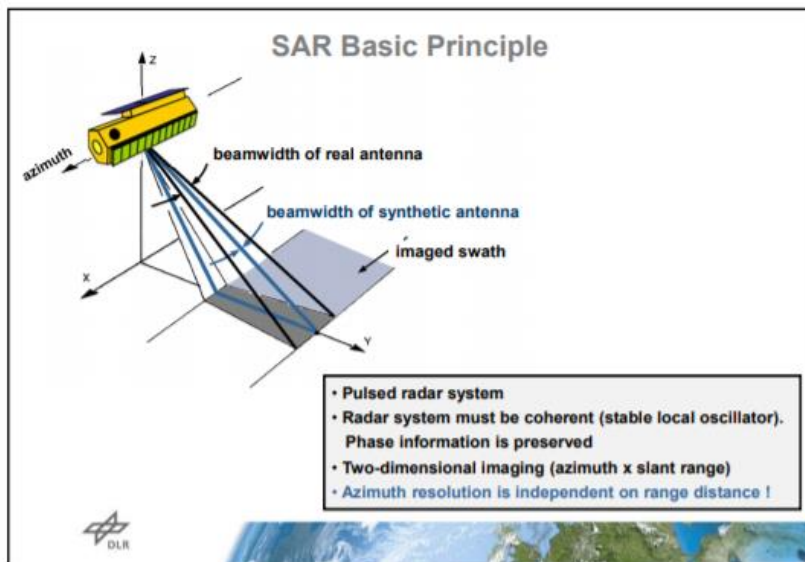 SAR Basic Principle
Z
azimuth
beamwidth of real antenna
beamwidth of synthetic antenna
imaged swath
X
Y
• Pulsed radar system
• Radar system must be coherent (stable local oscillator).
Phase information is preserved
• Two-dimensional imaging (azimuth x slant range)
• Azimuth resolution is independent on range distance !
DLR